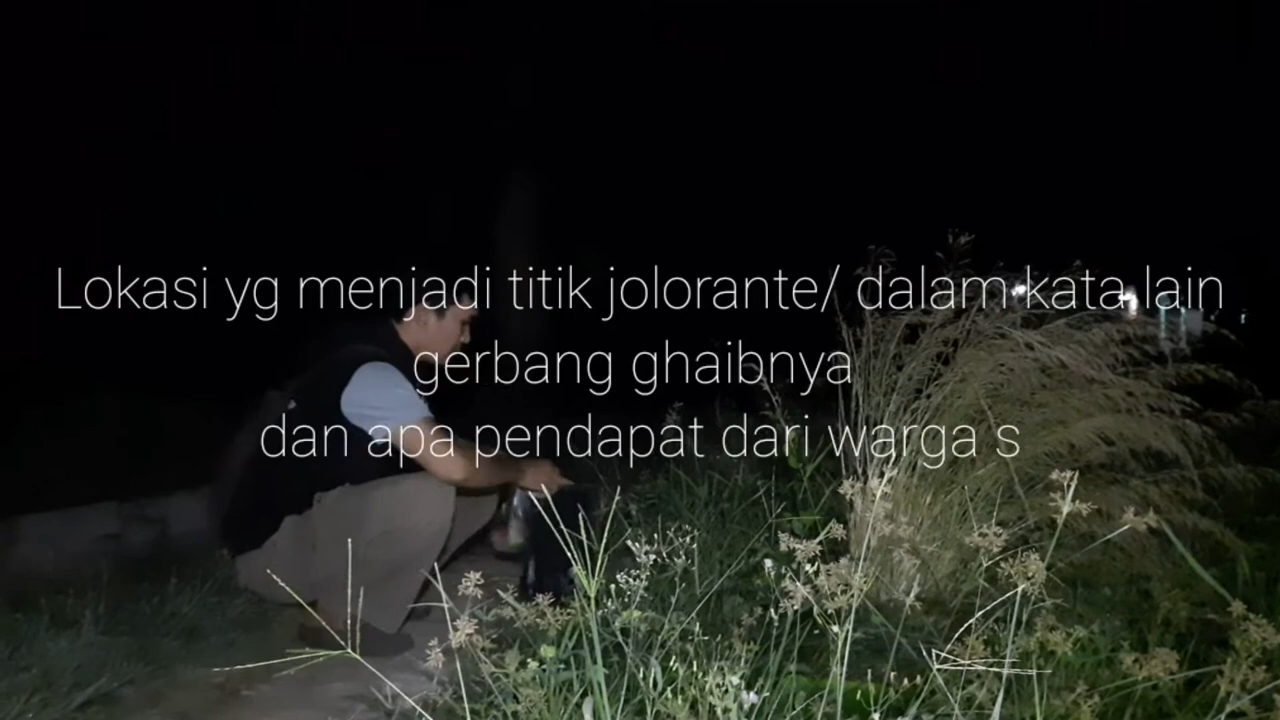 Lokasi yg menjadi titik jolorante/ dalam kata lain
gerbang ghaibnya
dan apa pendapat dari warga s